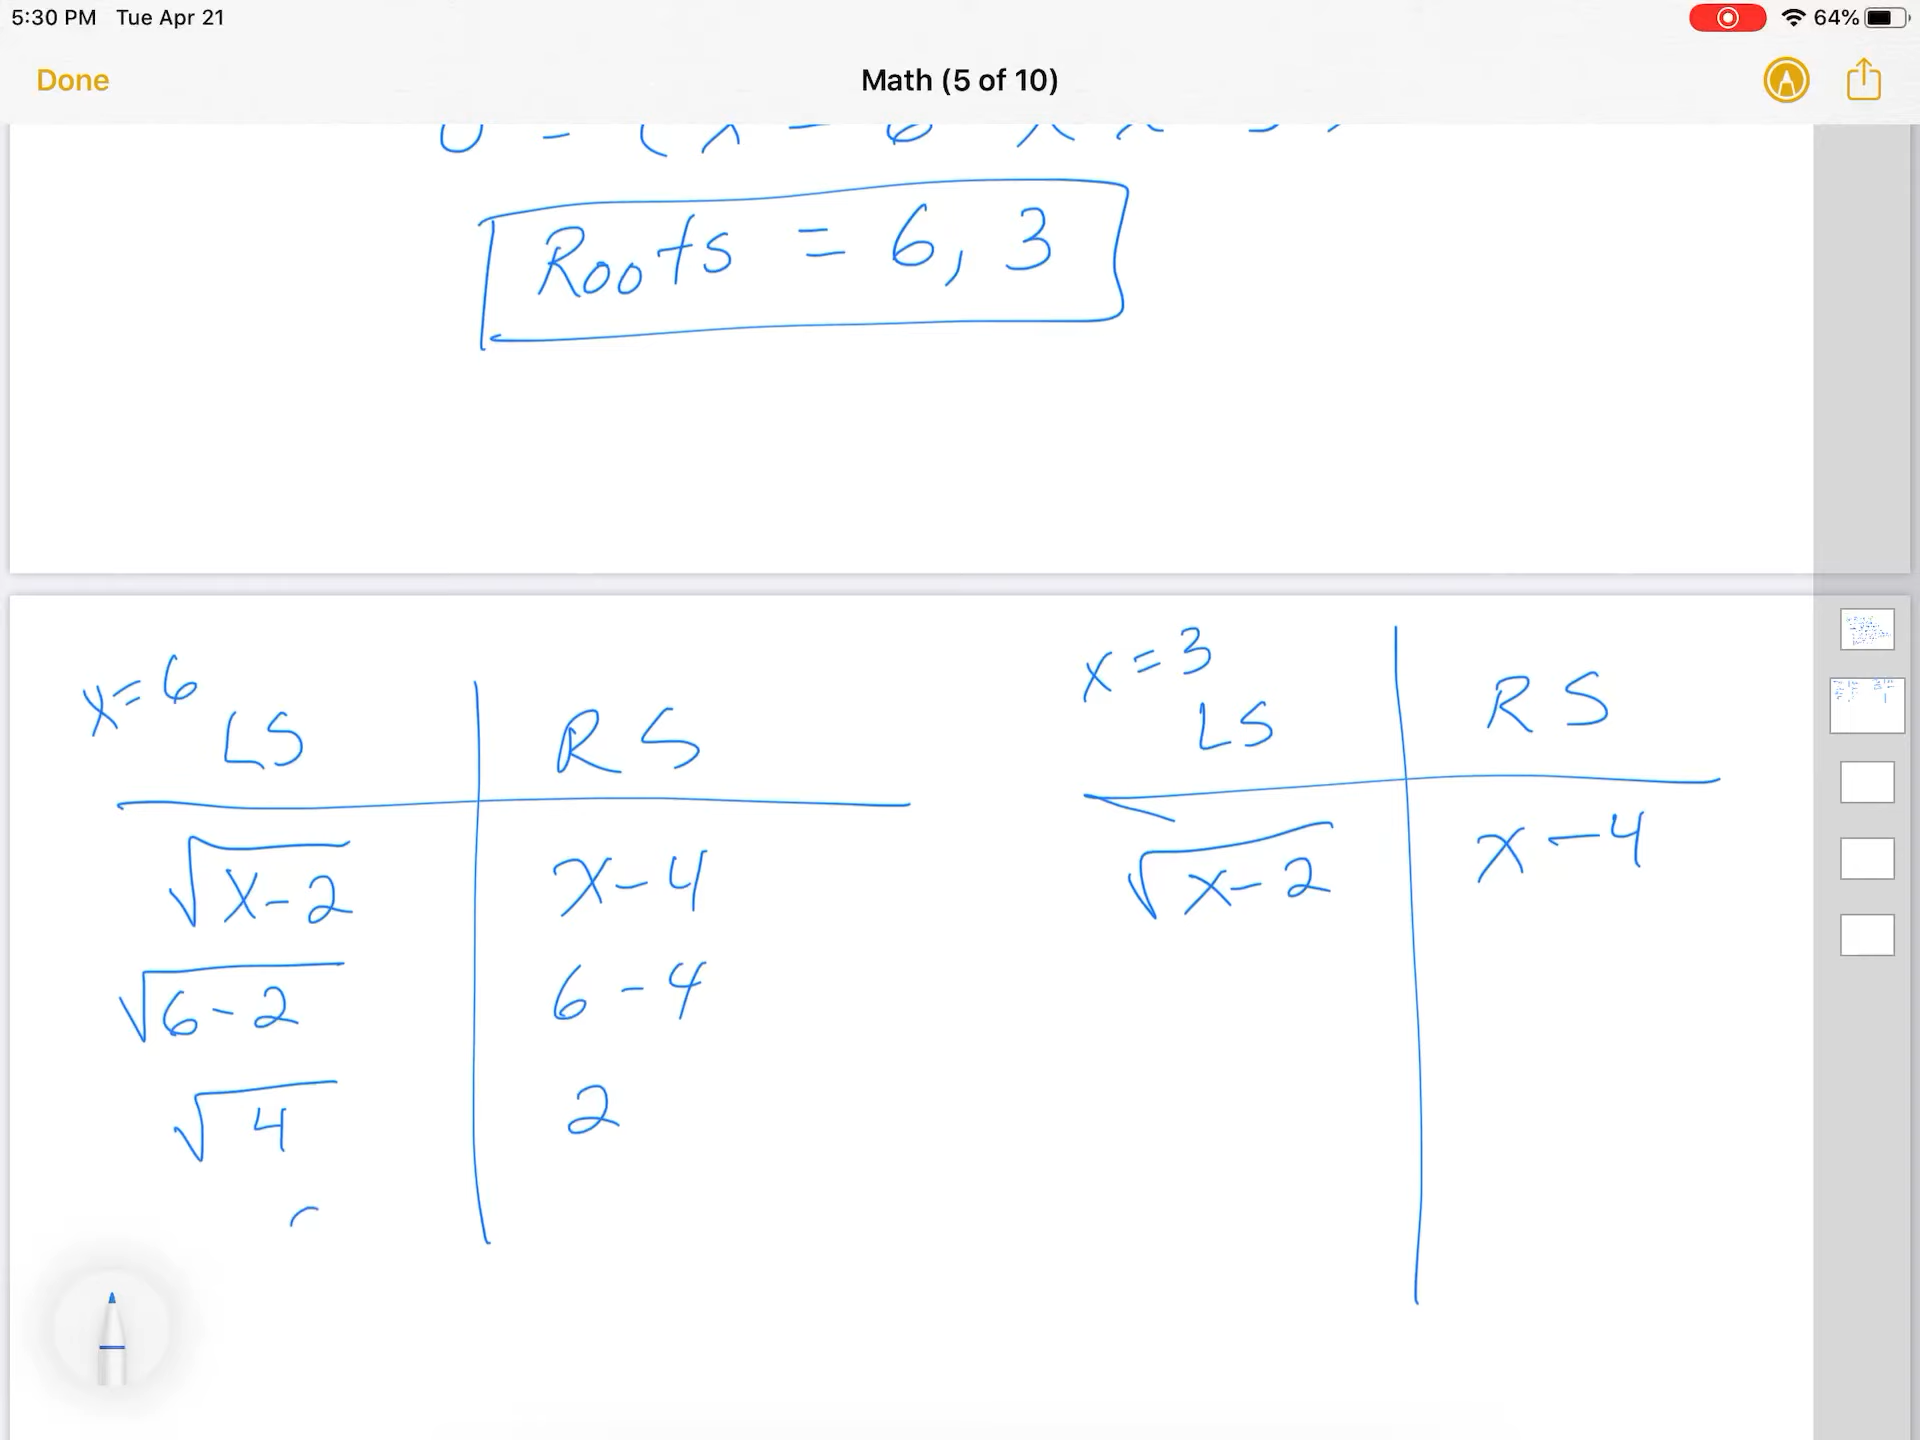 5:30 PM Tue Apr 21
64%
Done
Math (5 of 10)
Roots = 6, 3
x = 6
LS
RS
√x-2
x-4
√6-2
6-4
√4
2
x = 3
LS
RS
√x-2
x-4